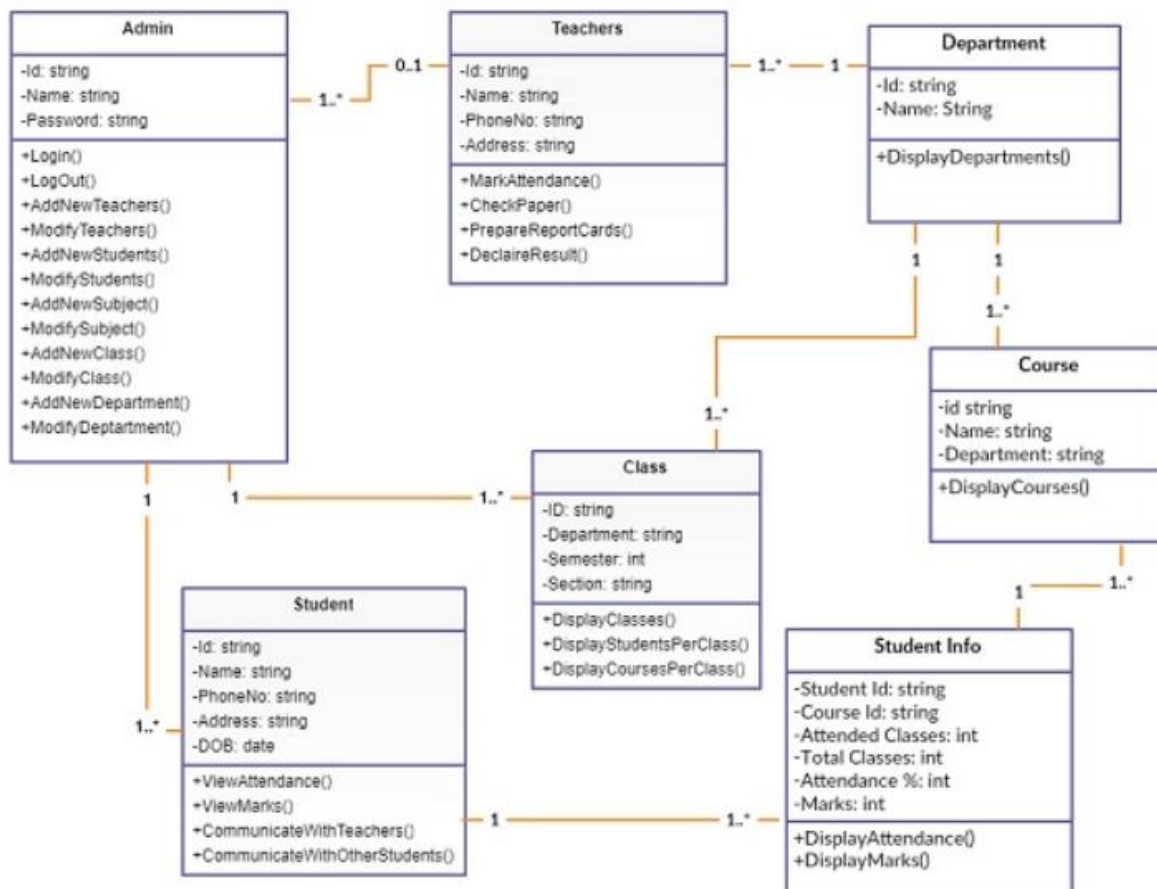 Admin
-Id: string
-Name: string
-Password: string
+Login()
+LogOut()
+AddNewTeachers()
+ModifyTeachers()
+AddNewStudents()
+ModifyStudents()
+AddNewSubject()
+ModifySubject()
+AddNewClass()
+ModifyClass()
+AddNewDepartment()
+ModifyDeptartment()
1..*
0..1
Teachers
-Id: string
-Name: string
-PhoneNo: string
-Address: string
+MarkAttendance()
+CheckPaper()
+PrepareReportCards()
+DeclaireResult()
1..*
1
Department
-Id: string
-Name: String
+DisplayDepartments()
1
1
1..*
1..*
Course
-id string
-Name: string
-Department: string
+DisplayCourses()
1
1
1..*
Class
-ID: string
-Department: string
-Semester: int
-Section: string
+DisplayClasses()
+DisplayStudentsPerClass()
+DisplayCoursesPerClass()
1..*
1
1..*
Student
-Id: string
-Name: string
-PhoneNo: string
-Address: string
-DOB: date
+ViewAttendance()
+ViewMarks()
+CommunicateWithTeachers()
+CommunicateWithOtherStudents()
1
1..*
Student Info
-Student Id: string
-Course Id: string
-Attended Classes: int
-Total Classes: int
-Attendance %: int
-Marks: int
+DisplayAttendance()
+DisplayMarks()